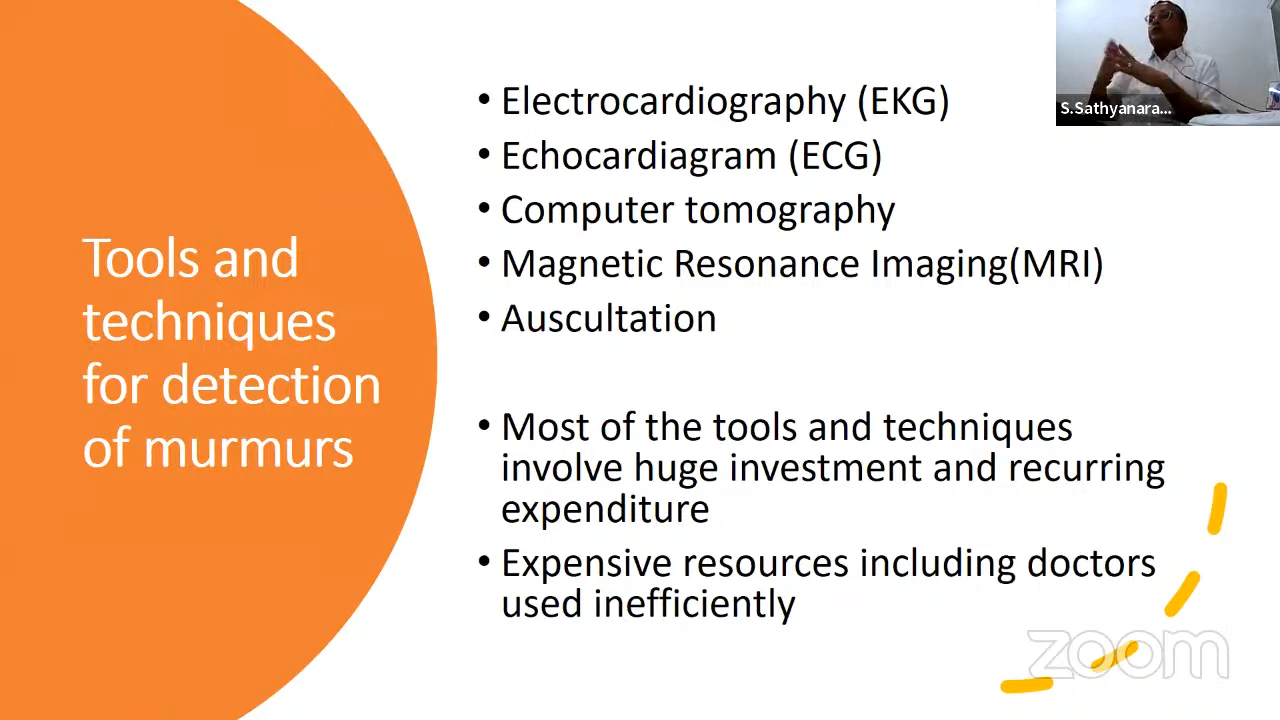 Tools and
techniques
for detection
of murmurs
• Electrocardiography (EKG)
• Echocardiagram (ECG)
• Computer tomography
• Magnetic Resonance Imaging(MRI)
• Auscultation
• Most of the tools and techniques
involve huge investment and recurring
expenditure
• Expensive resources including doctors
used inefficiently
S.Sathyanara...
zoom